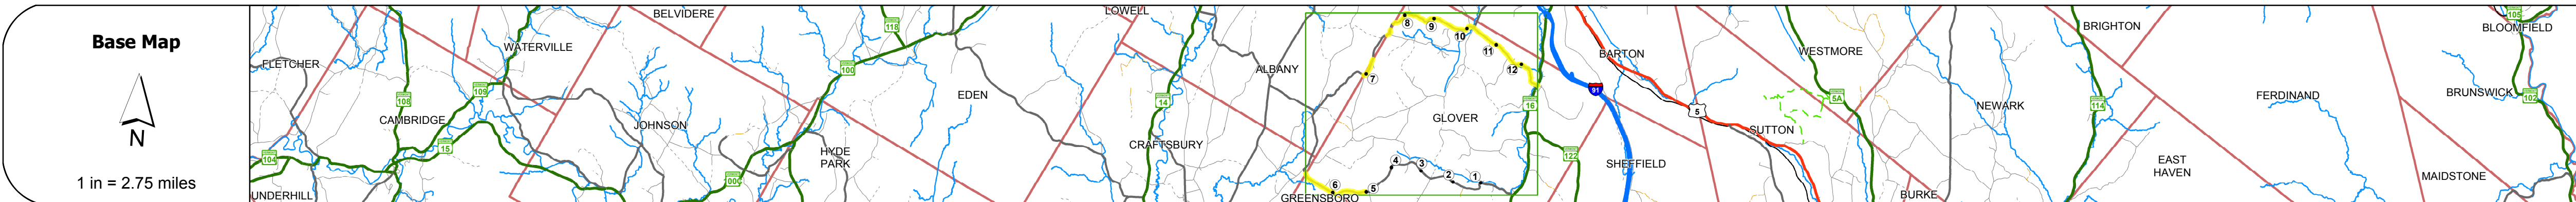 Base Map
N
1 in = 2.75 miles
FLETCHER
104
UNDERHILL
108
CAMBRIDGE
15
109
WATERVILLE
BELVIDERE
JOHNSON
100C
HYDE
PARK
100
118
EDEN
LOWELL
14
CRAFTSBURY
ALBANY
GREENSBORO
7
8
9
10
11
12
GLOVER
6
5
4
3
2
1
16
122
91
BARTON
SHEFFIELD
5
SUTTON
WESTMORE
5A
BURKE
NEWARK
BRIGHTON
114
EAST
HAVEN
FERDINAND
105
BLOOMFIELD
BRUNSWICK
102
MAIDSTONE